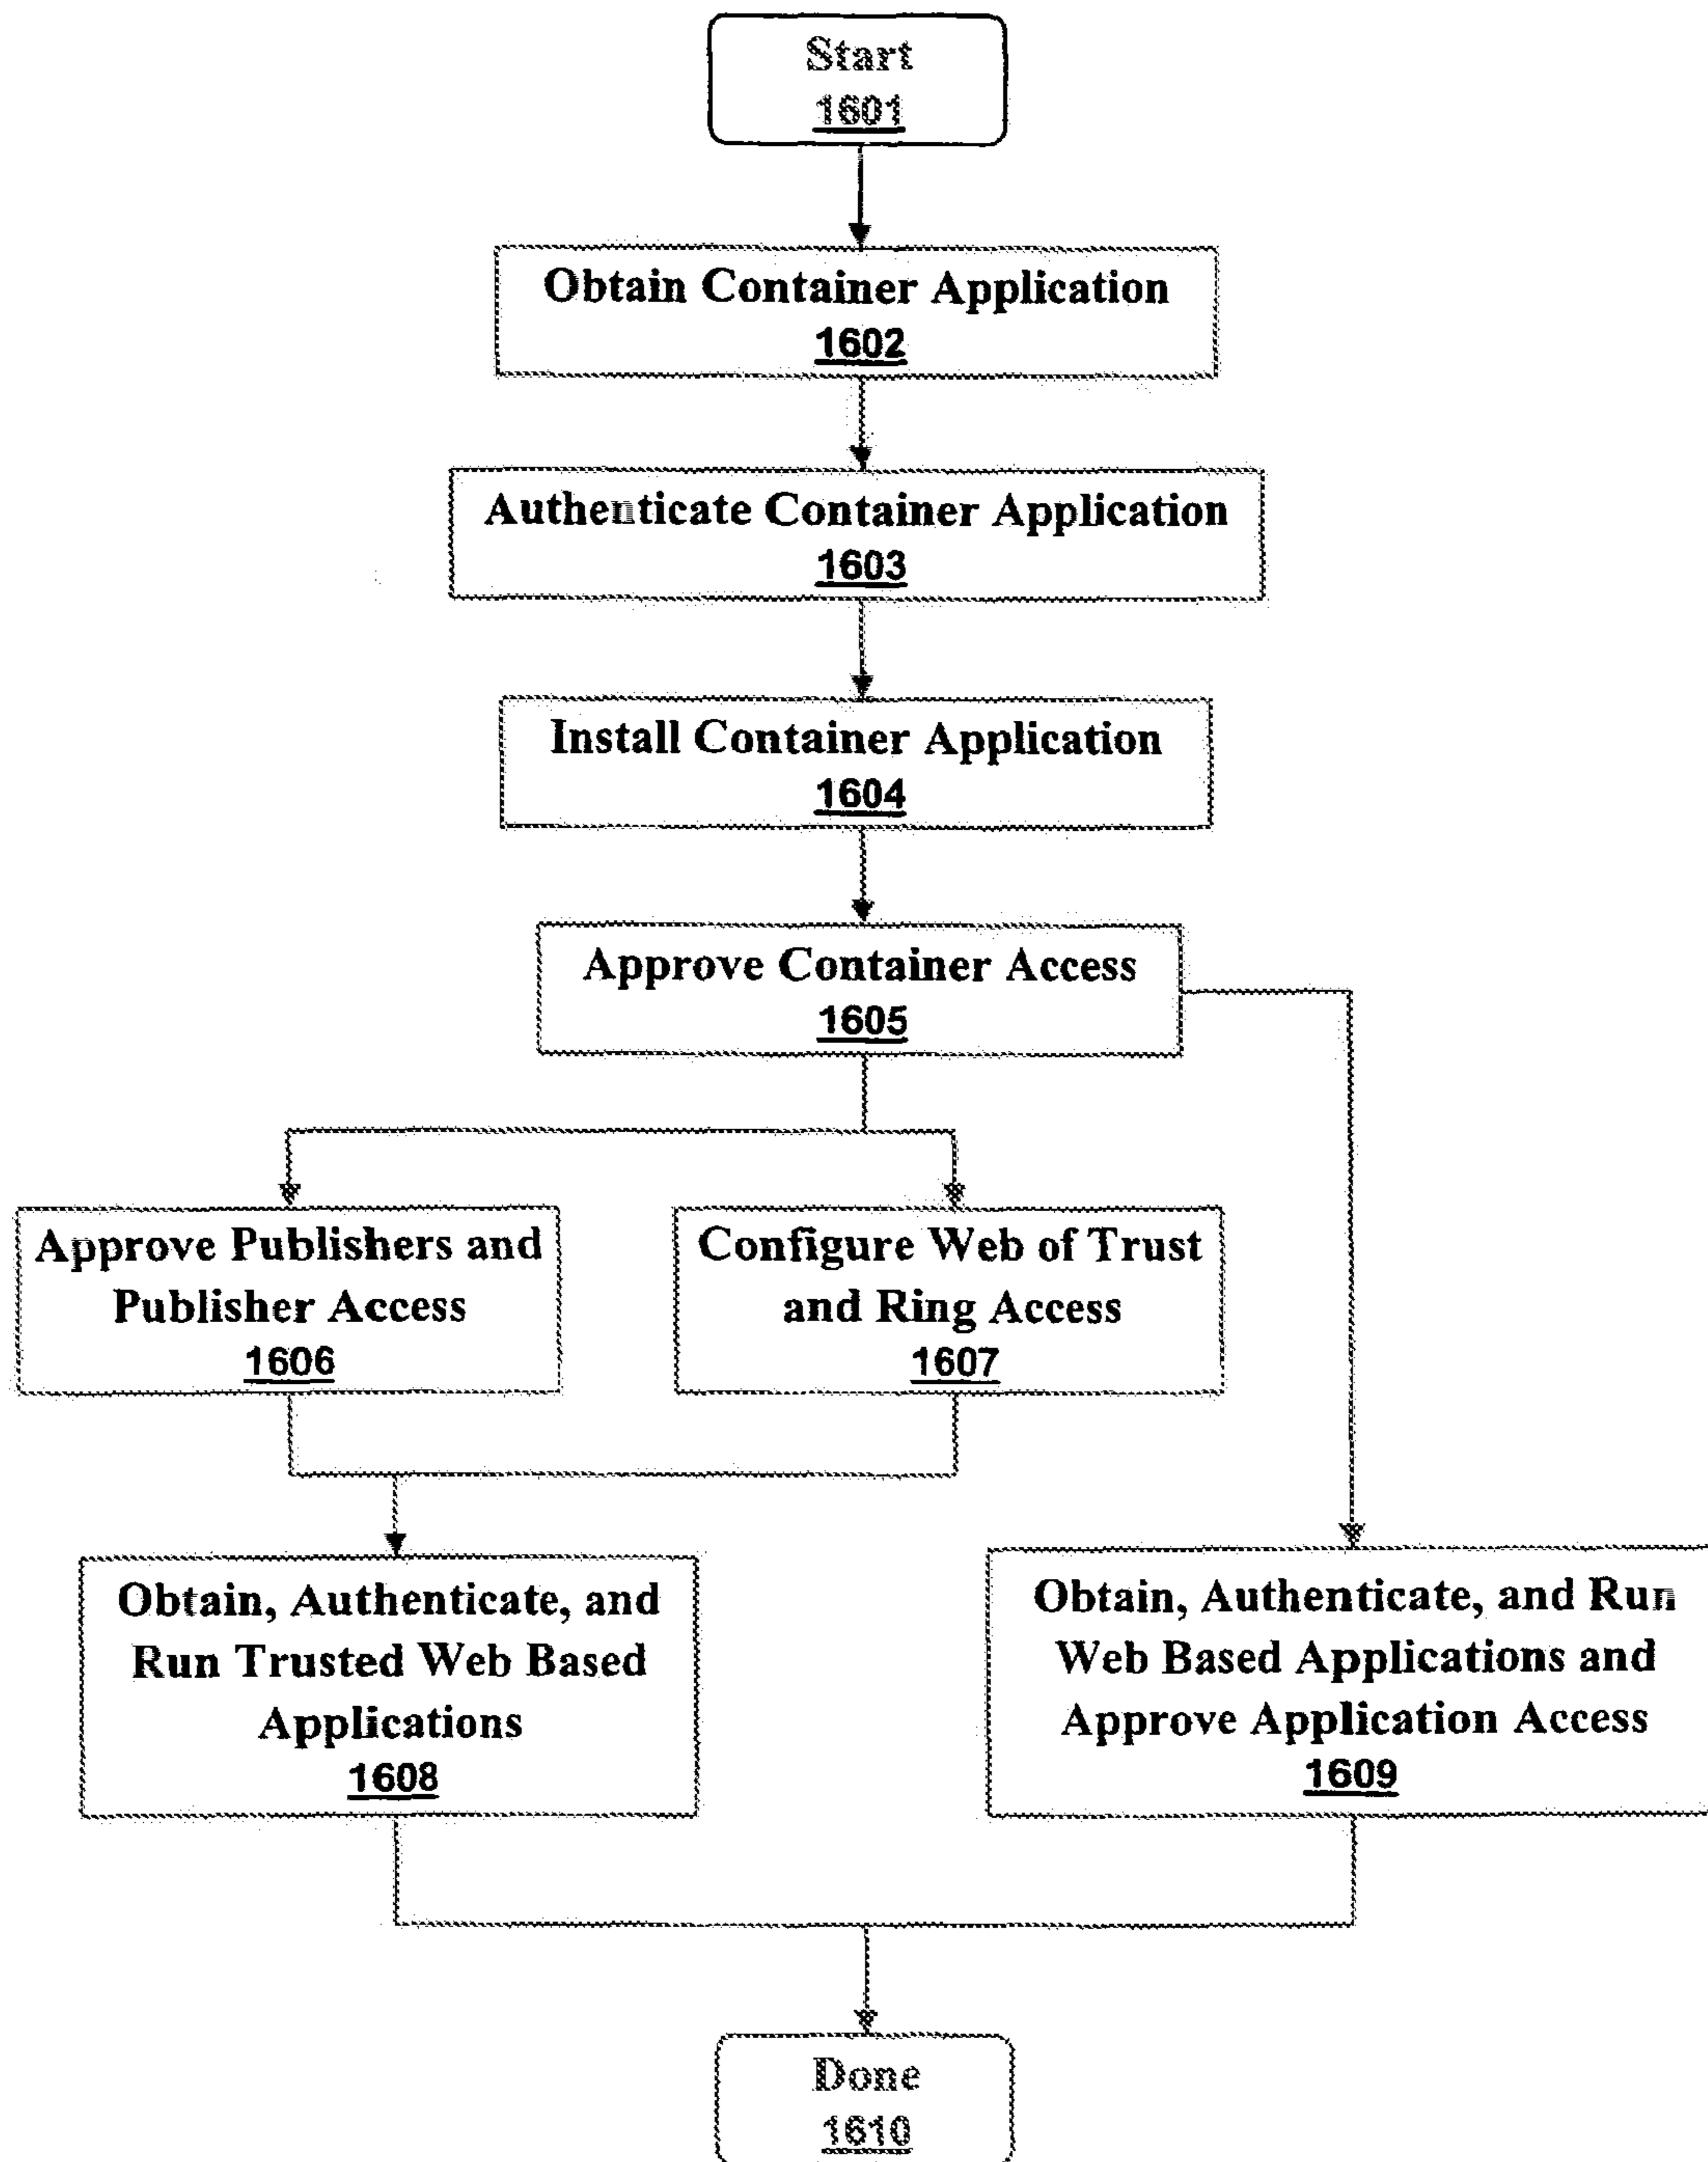 Start
1601
Obtain Container Application
1602
Authenticate Container Application
1603
Install Container Application
1604
Approve Container Access
1605
Approve Publishers and
Publisher Access
1606
Configure Web of Trust
and Ring Access
1607
Obtain, Authenticate, and
Run Trusted Web Based
Applications
1608
Obtain, Authenticate, and Run
Web Based Applications and
Approve Application Access
1609
Done
1610